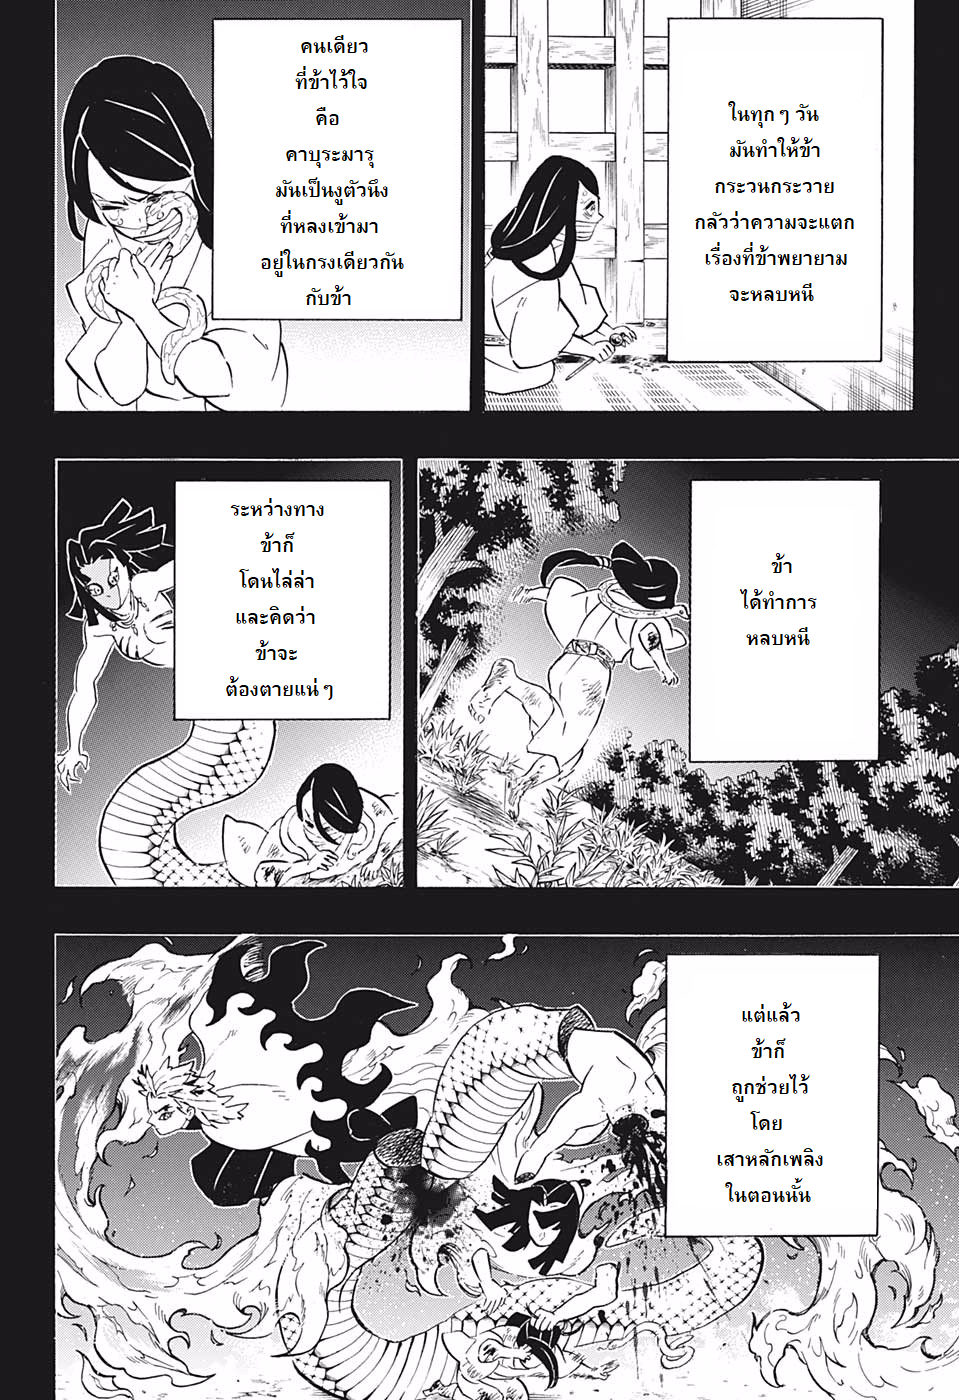 ในทุกๆ วัน
มันทำให้ข้า
กระวนกระวาย
กลัวว่าความจะแตก
เรื่องที่ข้าพยายาม
จะหลบหนี
คนเดียว
ที่ข้าไว้ใจ
คือ
คาบุระมารุ
มันเป็นงูตัวนึง
ที่หลงเข้ามา
อยู่ในกรงเดียวกัน
กับข้า
ข้า
ได้ทำการ
หลบหนี
ระหว่างทาง
ข้าก็
โดนไล่ล่า
และคิดว่า
ข้าจะ
ต้องตายแน่ๆ
แต่แล้ว
ข้าก็
ถูกช่วยไว้
โดย
เสาหลักเพลิง
ในตอนนั้น